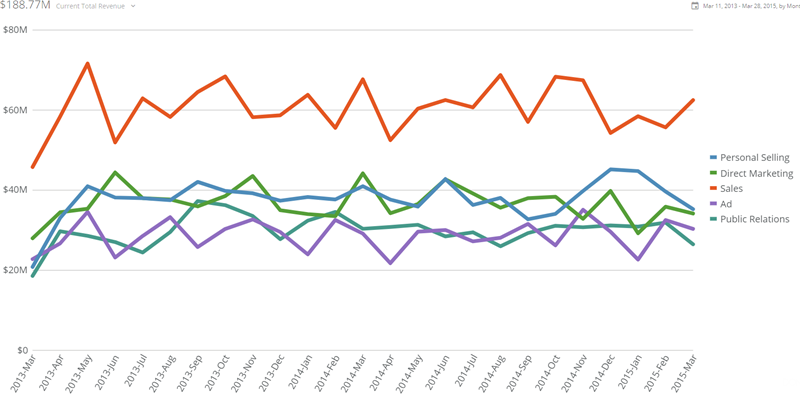 $188.77M Current Total Revenue
Mar 11, 2013 - Mar 28, 2015, by Mon
$80M
$60M
$40M
$20M
$0
Personal Selling
Direct Marketing
Sales
Ad
Public Relations
2013-Mar
2013-Apr
2013-May
2013-Jun
2013-Jul
2013-Aug
2013-Sep
2013-Oct
2013-Nov
2013-Dec
2014-Jan
2014-Feb
2014-Mar
2014-Apr
2014-May
2014-Jun
2014-Jul
2014-Aug
2014-Sep
2014-Oct
2014-Nov
2014-Dec
2015-Jan
2015-Feb
2015-Mar